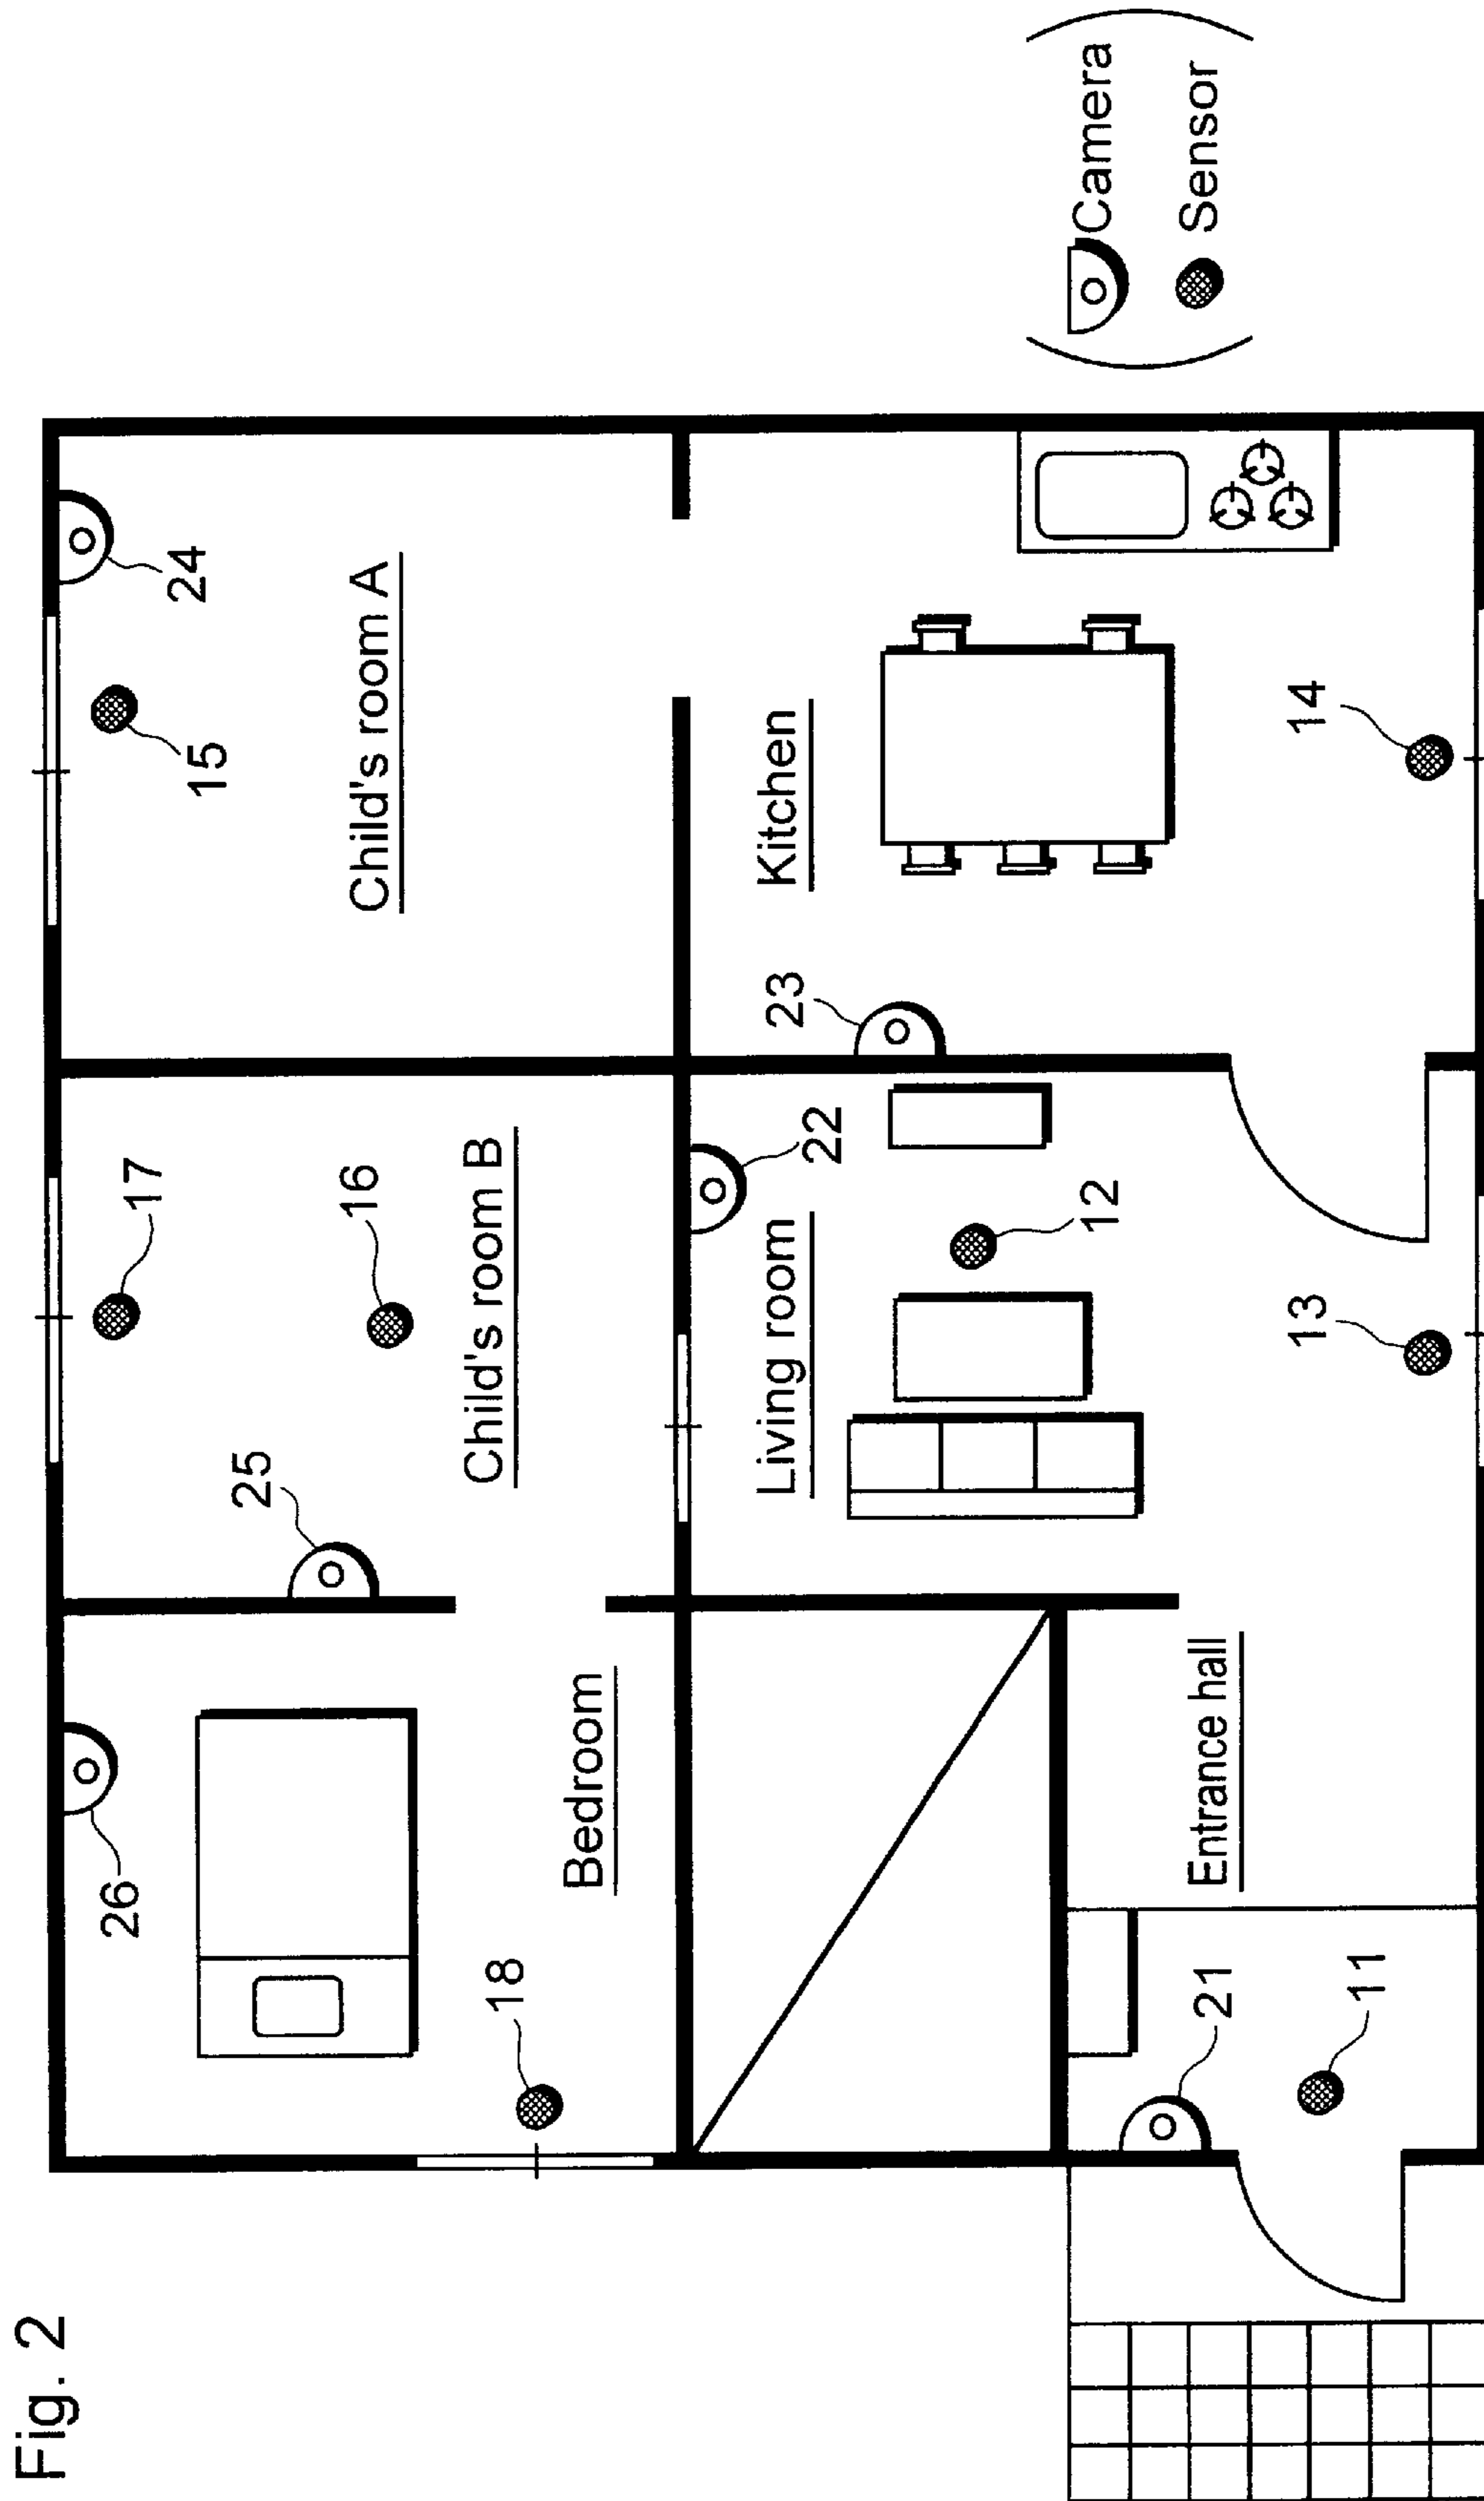 Fig. 2
26
25
17
15
24
16
18
Bedroom
Child's room B
Child's room A
22
23
Living room
Kitchen
12
21
Entrance hall
11
13
14
Camera
Sensor